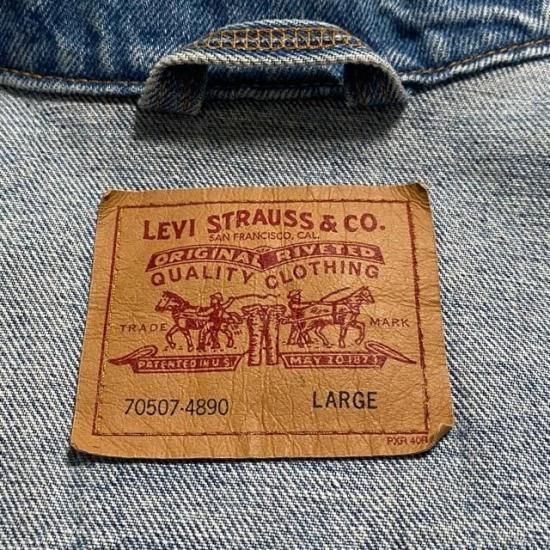 LEVI STRAUSS & CO.
SAN FRANCISCO, CAL.
ORIGINAL RIVETED
QUALITY CLOTHING
TRADE MARK
PATENTED IN U.S. MAY 20 1873
70507-4890 LARGE
PXR 40R